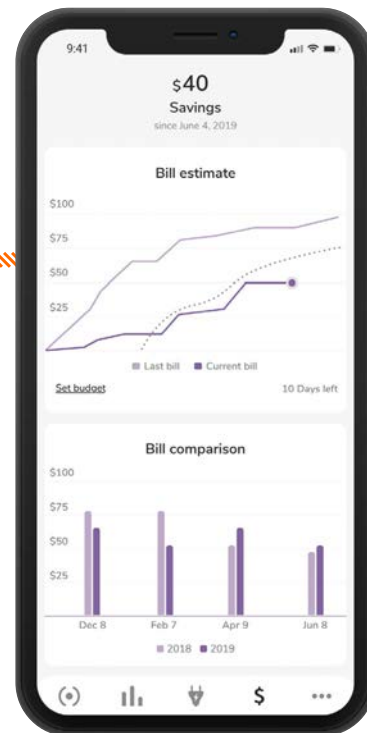 9:41
$40
Savings
since June 4, 2019
Bill estimate
$100
$75
$50
$25
Last bill Current bill
Set budget 10 Days left
Bill comparison
$100
$75
$50
$25
Dec 8 Feb 7 Apr 9 Jun 8
2018 2019
$